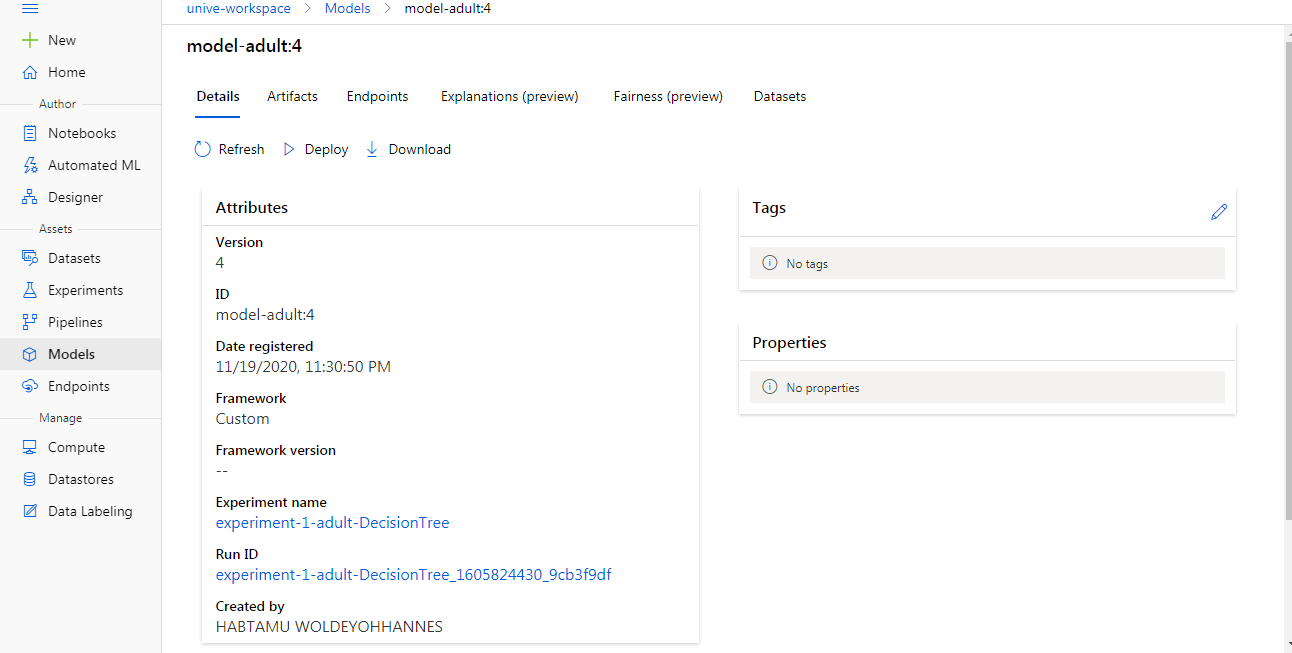 unive-workspace > Models > model-adult:4
New
Home
Author
Notebooks
Automated ML
Designer
Assets
Datasets
Experiments
Pipelines
Models
Endpoints
Manage
Compute
Datastores
Data Labeling
model-adult:4
Details Artifacts Endpoints Explanations (preview) Fairness (preview) Datasets
Refresh Deploy Download
Attributes
Version
4
ID
model-adult:4
Date registered
11/19/2020, 11:30:50 PM
Framework
Custom
Framework version
--
Experiment name
experiment-1-adult-DecisionTree
Run ID
experiment-1-adult-DecisionTree_1605824430_9cb3f9df
Created by
HABTAMU WOLDEYOHHANNES
Tags
No tags
Properties
No properties